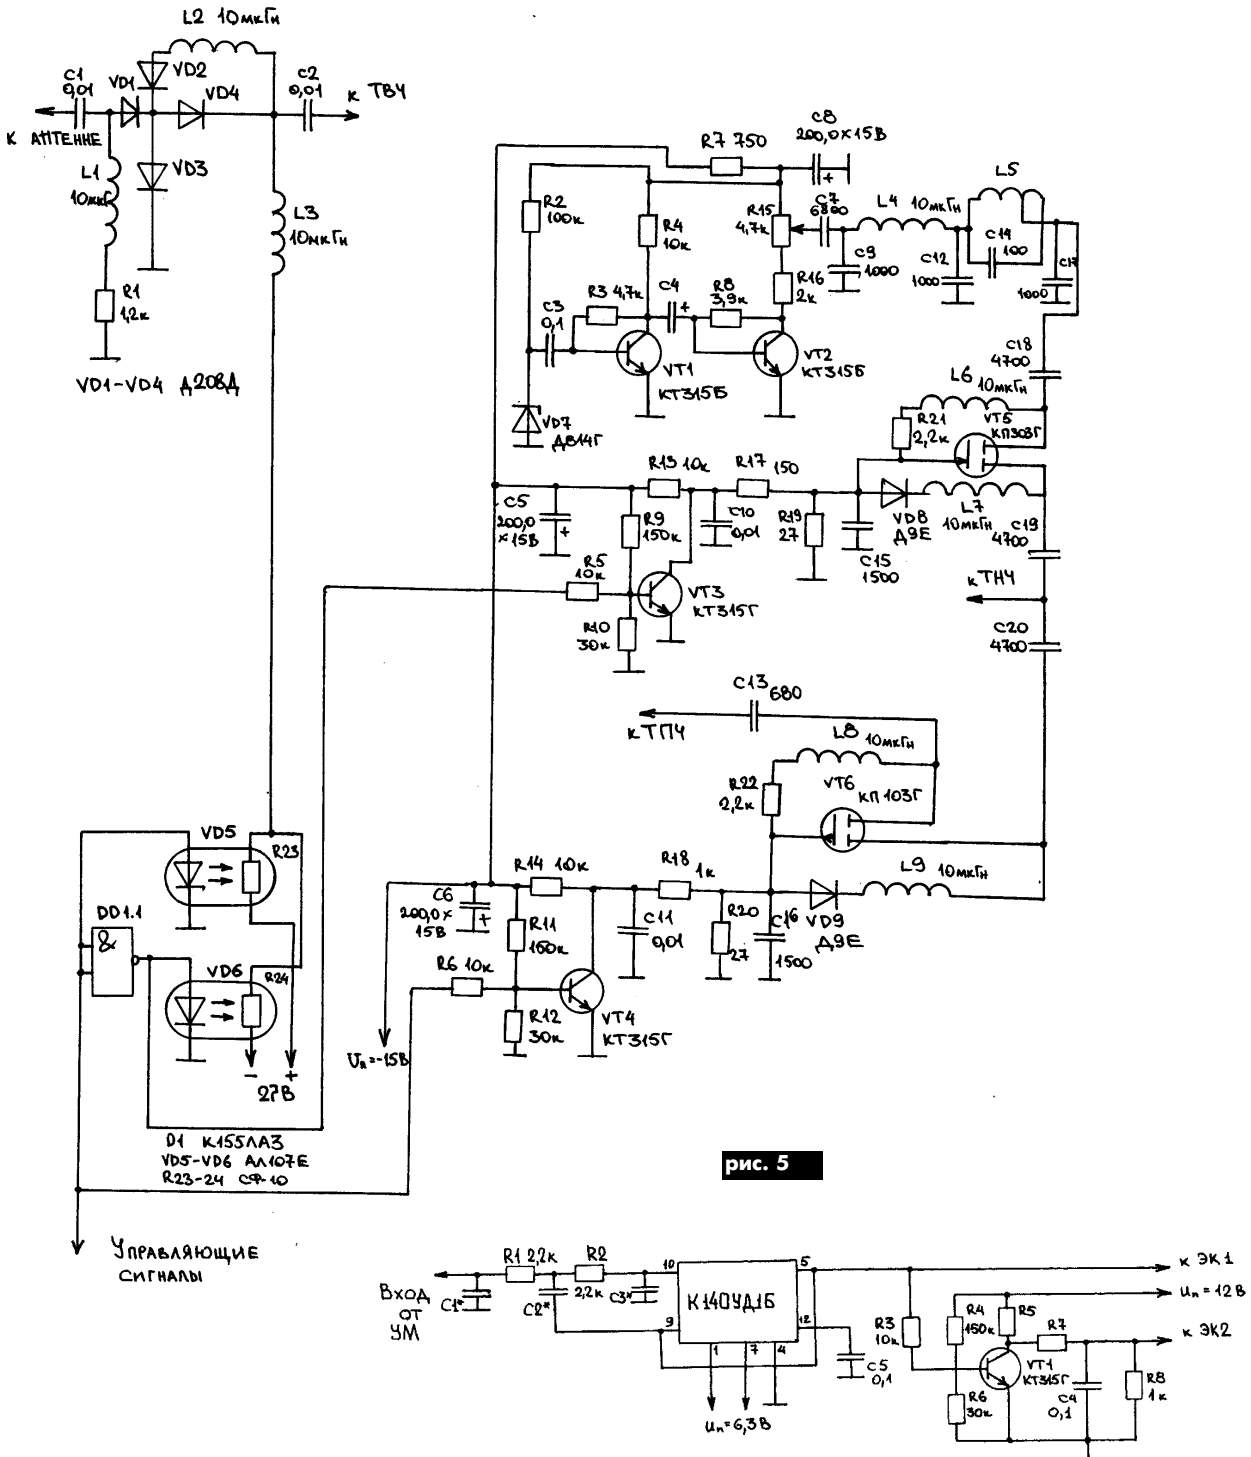 L2 10мкГн
C1
0,01
VD1
VD2
VD4
C2
0,01
к ТВЧ
К АНТЕННЕ
L1
10мкГ
VD3
L3
10мкГн
R1
1,2к
VD1-VD4 Д208Д
R7 750
C8
200,0×15В
+
R2
100к
R4
10к
R15
4,7к
C7
6800
L4 10мкГн
L5
C14
100
C9
1000
C12
1000
C17
1000
R16
2к
C3
0,1
R3 4,7к
C4
+
R8
3,9к
VT1
КТ315Б
VT2
КТ315Б
VD7
Д814Г
C18
4700
L6
10мкГн
R21
2,2к
VT5
КП303Г
R13 10к
R17 150
C5
200,0
×15В
+
R9
150к
C10
0,01
R19
27
VD8
Д9Е
L7
10мкГн
C19
4700
C15
1500
R5
10к
VT3
КТ315Г
R10
30к
к ТНЧ
C20
4700
C13
680
к ТПЧ
L8
10мкГн
R22
2,2к
VT6
КП103Г
VD5
R23
R14 10к
R18
1к
L9 10мкГн
C6
200,0×
15В
+
R11
150к
C11
0,01
R20
27
C16
1500
VD9
Д9Е
DD1.1
&
VD6
R24
R6 10к
VT4
КТ315Г
R12
30к
Uп=-15В
- +
27В
D1 К155ЛА3
VD5-VD6 АЛ107Е
R23-24 СФ-10
рис. 5
Управляющие
сигналы
R1 2,2к
R2
2,2к
10
5
к ЭК1
C1*
C2*
C3*
К140УД1Б
Вход
от
УМ
9
12
1
7
4
C5
0,1
Uп=6,3В
R3
10к
R4
150к
R5
R7
Uп=12В
к ЭК2
VT1
КТ315Г
R6
30к
C4
0,1
R8
1к